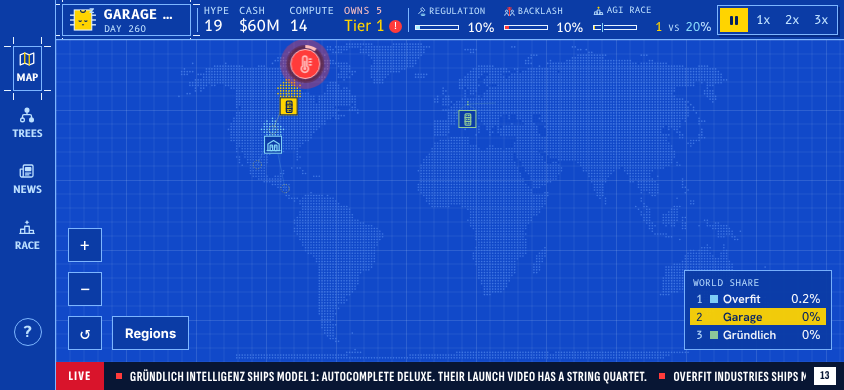 GARAGE ...
DAY 260
HYPE
19
CASH
$60M
COMPUTE
14
OWNS 5
Tier 1 !
REGULATION
10%
BACKLASH
10%
AGI RACE
1 VS 20%
1x 2x 3x
MAP
TREES
NEWS
RACE
?
+
−
↺
Regions
WORLD SHARE
1 Overfit 0.2%
2 Garage 0%
3 Gründlich 0%
LIVE
GRÜNDLICH INTELLIGENZ SHIPS MODEL 1: AUTOCOMPLETE DELUXE. THEIR LAUNCH VIDEO HAS A STRING QUARTET. OVERFIT INDUSTRIES SHIPS
13